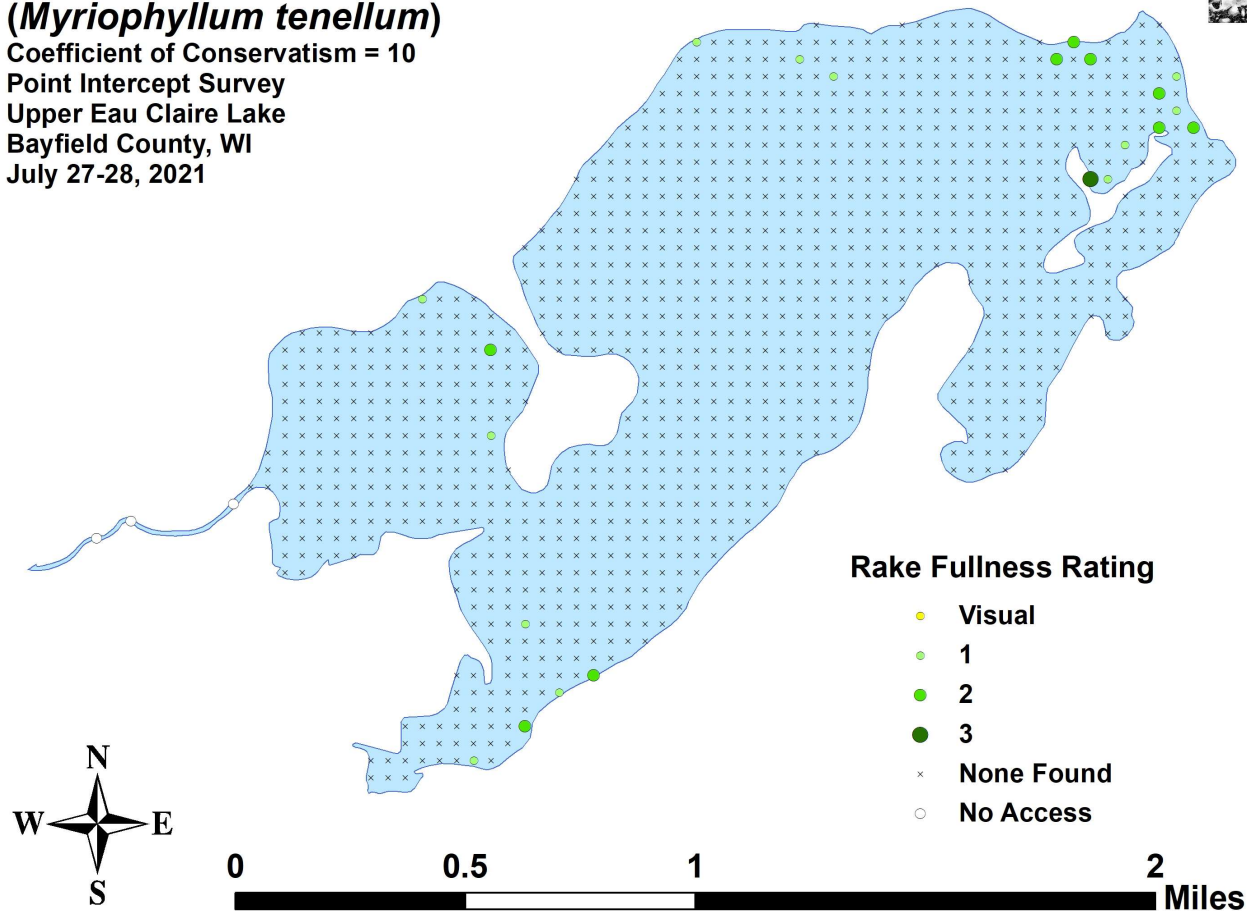 (Myriophyllum tenellum)
Coefficient of Conservatism = 10
Point Intercept Survey
Upper Eau Claire Lake
Bayfield County, WI
July 27-28, 2021
Rake Fullness Rating
Visual
1
2
3
None Found
No Access
N
W E
S
0 0.5 1 2
Miles